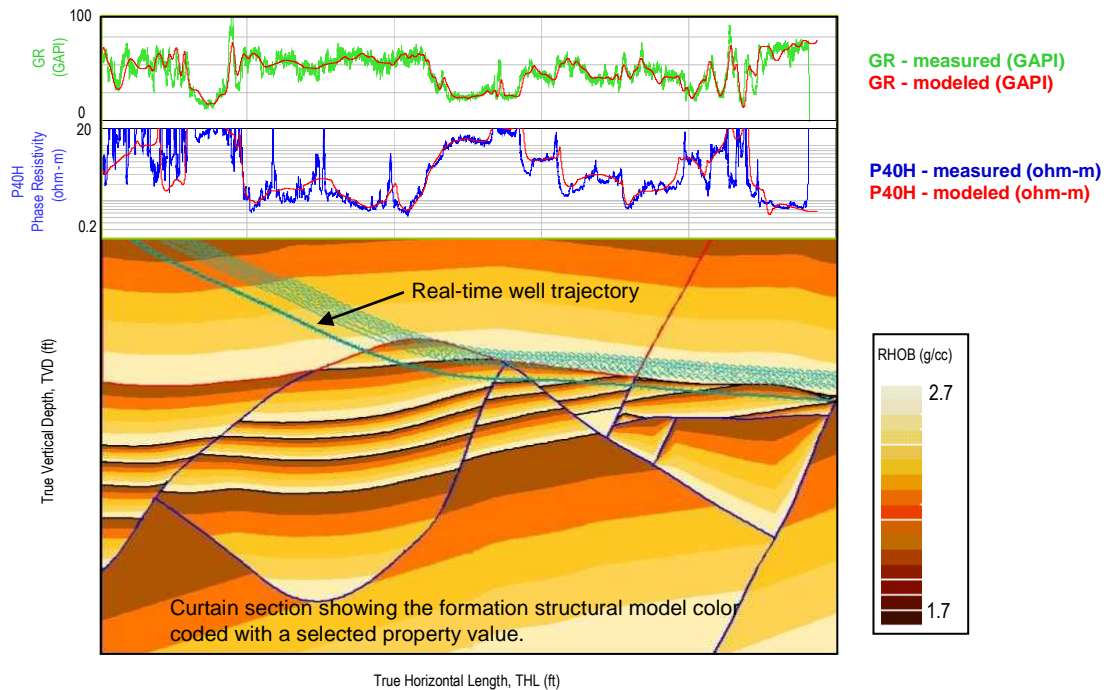 100
GR
(GAPI)
0
GR - measured (GAPI)
GR - modeled (GAPI)
20
P40H
Phase Resistivity
(ohm - m)
0.2
P40H - measured (ohm-m)
P40H - modeled (ohm-m)
Real-time well trajectory
True Vertical Depth, TVD (ft)
RHOB (g/cc)
2.7
1.7
Curtain section showing the formation structural model color
coded with a selected property value.
True Horizontal Length, THL (ft)